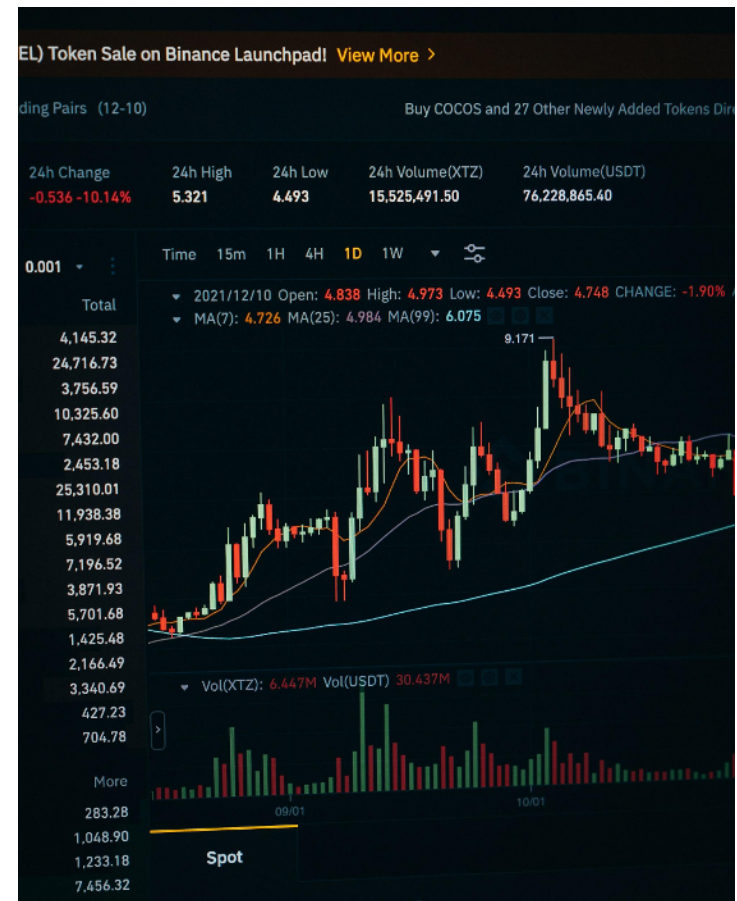 EL) Token Sale on Binance Launchpad! View More >
ding Pairs (12-10) Buy COCOS and 27 Other Newly Added Tokens Dire
24h Change 24h High 24h Low 24h Volume(XTZ) 24h Volume(USDT)
-0.536 -10.14% 5.321 4.493 15,525,491.50 76,228,865.40
0.001 Time 15m 1H 4H 1D 1W
Total
2021/12/10 Open: 4.838 High: 4.973 Low: 4.493 Close: 4.748 CHANGE: -1.90%
MA(7): 4.726 MA(25): 4.984 MA(99): 6.075
9.171
4,145.32
24,716.73
3,756.59
10,325.60
7,432.00
2,453.18
25,310.01
11,938.38
5,919.68
7,196.52
3,871.93
5,701.68
1,425.48
2,166.49
3,340.69
427.23
704.78
Vol(XTZ): 6.447M Vol(USDT) 30.437M
More
283.28
1,048.90
1,233.18
7,456.32
09/01 10/01
Spot